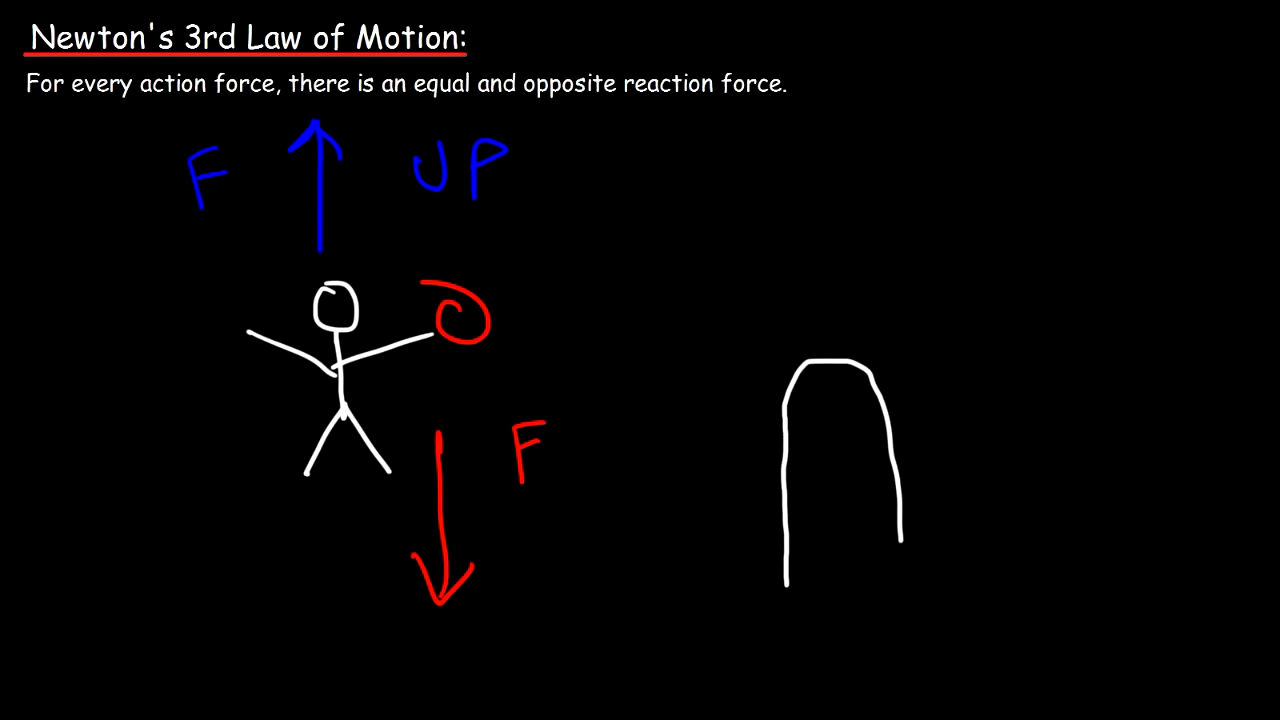 Newton's 3rd Law of Motion:
For every action force, there is an equal and opposite reaction force.
F UP
F